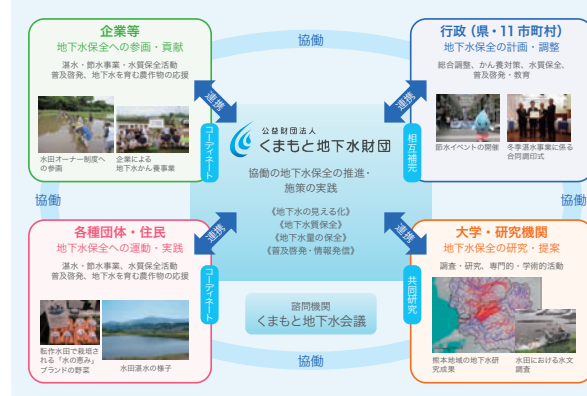 企業等
地下水保全への参画・貢献
湛水・節水事業・水質保全活動
普及啓発、地下水を育む農作物の応援
水田オーナー制度へ
の参画
企業による
地下水かん養事業
協働
行政（県・11市町村）
地下水保全の計画・調整
総合調整、かん養対策、水質保全、
普及啓発・教育
節水イベントの開催
冬季湛水事業に係る
合同調印式
連携
コーディネート
連携
相互補完
公益財団法人
くまもと地下水財団
協働の地下水保全の推進・
施策の実践
《地下水の見える化》
《地下水質保全》
《地下水量の保全》
《普及啓発・情報発信》
諮問機関
くまもと地下水会議
協働
協働
各種団体・住民
地下水保全への運動・実践
湛水・節水事業、水質保全活動
普及啓発、地下水を育む農作物の応援
転作水田で栽培さ
れる「水の恵み」
ブランドの野菜
水田湛水の様子
連携
コーディネート
連携
共同研究
大学・研究機関
地下水保全の研究・提案
調査・研究、専門的・学術的活動
熊本地域の地下水研
究成果
水田における水文
調査
協働